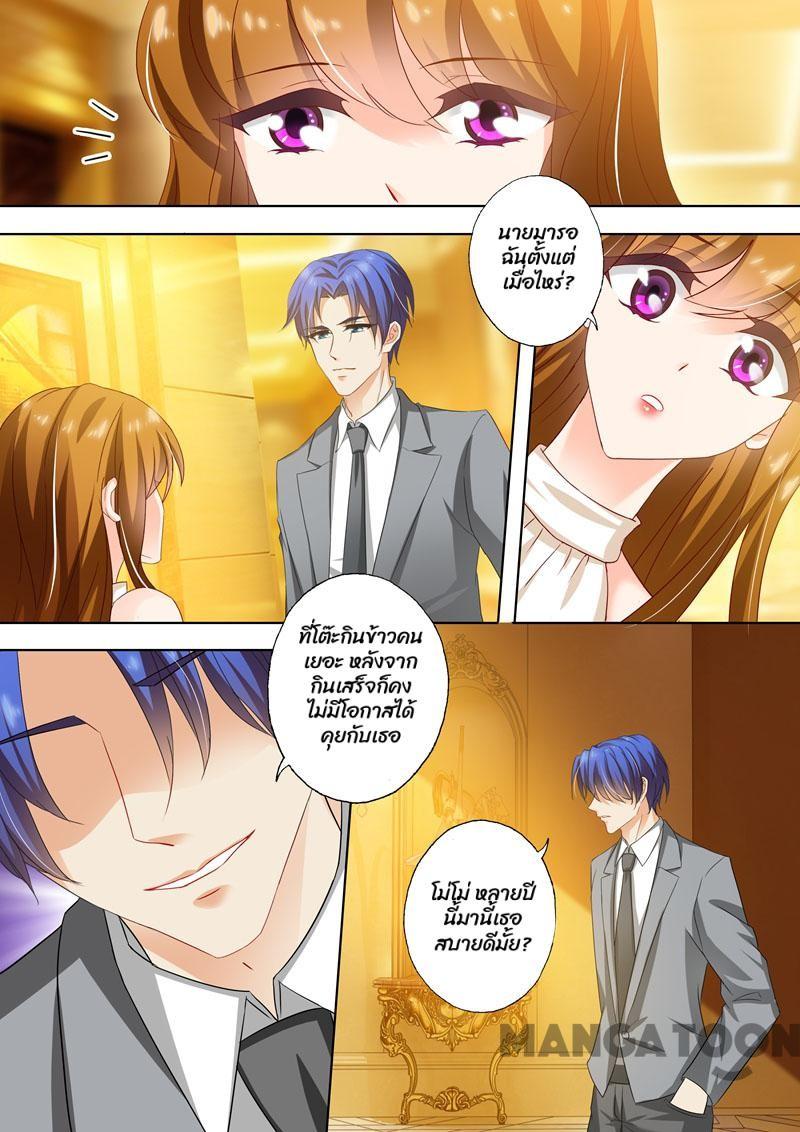 นายมารอ
ฉันตั้งแต่
เมื่อไหร่?
ที่โต๊ะกินข้าวคน
เยอะ หลังจาก
กินเสร็จก็คง
ไม่มีโอกาสได้
คุยกับเธอ
โม่โม่ หลายปี
นี้มานี้เธอ
สบายดีมั้ย?
MANGATOON